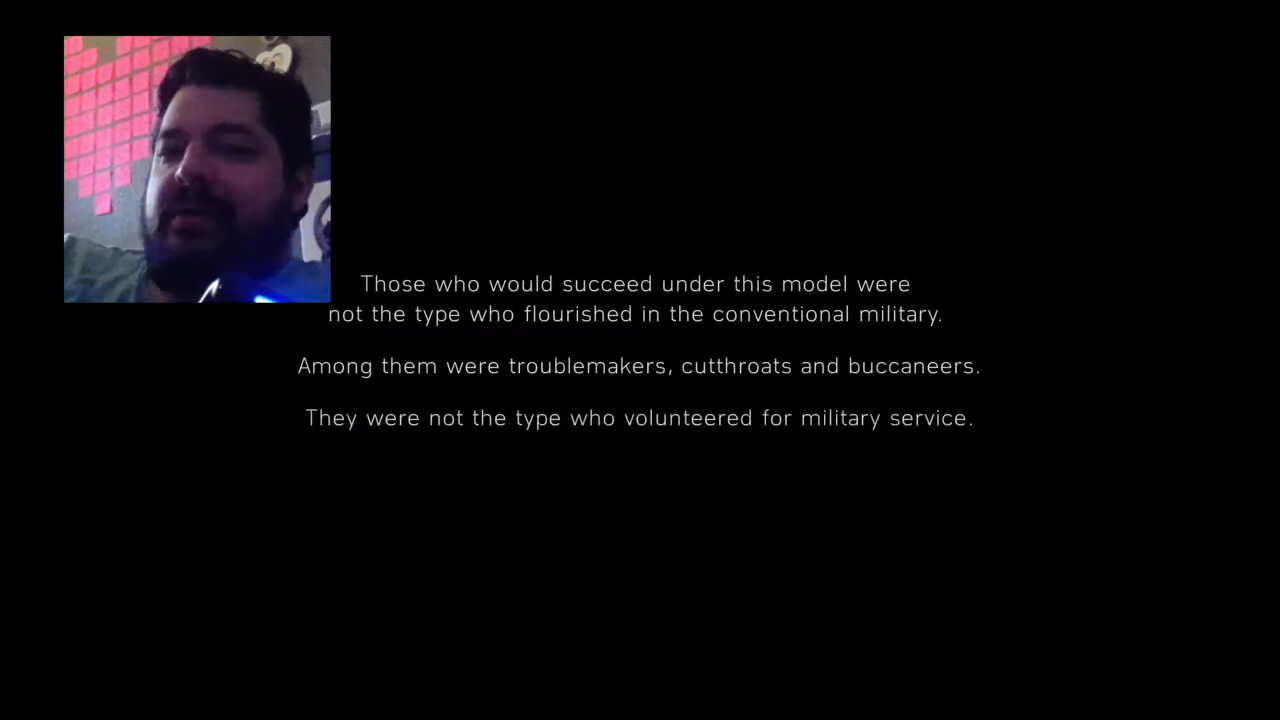 Those who would succeed under this model were
not the type who flourished in the conventional military.
Among them were troublemakers, cutthroats and buccaneers.
They were not the type who volunteered for military service.